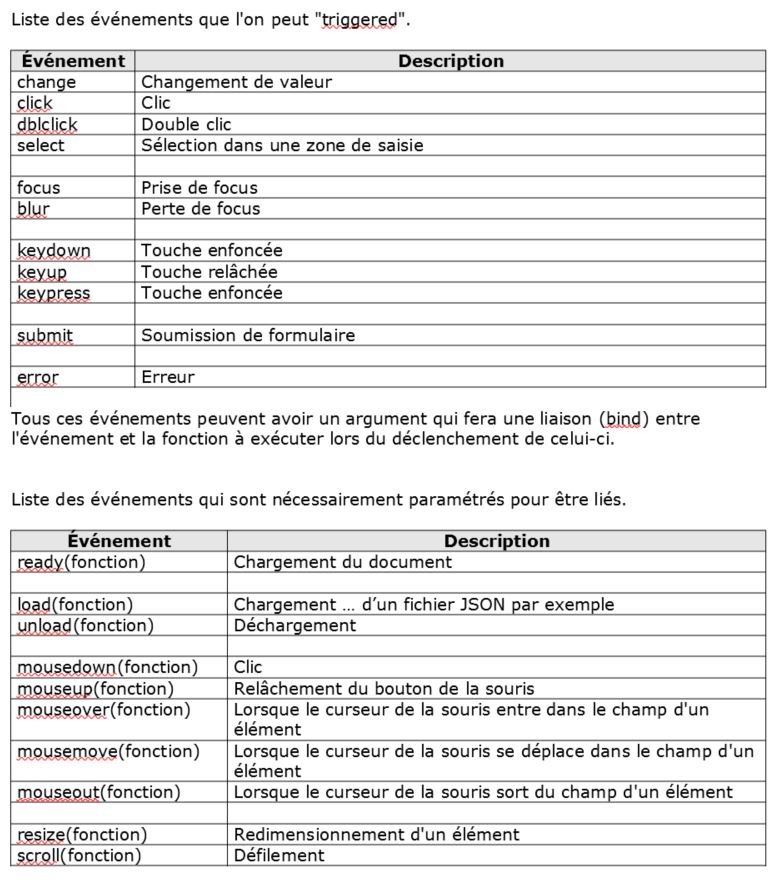 Liste des événements que l'on peut "triggered".
Événement Description
change Changement de valeur
click Clic
dblclick Double clic
select Sélection dans une zone de saisie
focus Prise de focus
blur Perte de focus
keydown Touche enfoncée
keyup Touche relâchée
keypress Touche enfoncée
submit Soumission de formulaire
error Erreur
Tous ces événements peuvent avoir un argument qui fera une liaison (bind) entre
l'événement et la fonction à exécuter lors du déclenchement de celui-ci.
Liste des événements qui sont nécessairement paramétrés pour être liés.
Événement Description
ready(fonction) Chargement du document
load(fonction) Chargement … d’un fichier JSON par exemple
unload(fonction) Déchargement
mousedown(fonction) Clic
mouseup(fonction) Relâchement du bouton de la souris
mouseover(fonction) Lorsque le curseur de la souris entre dans le champ d'un
élément
mousemove(fonction) Lorsque le curseur de la souris se déplace dans le champ d'un
élément
mouseout(fonction) Lorsque le curseur de la souris sort du champ d'un élément
resize(fonction) Redimensionnement d'un élément
scroll(fonction) Défilement